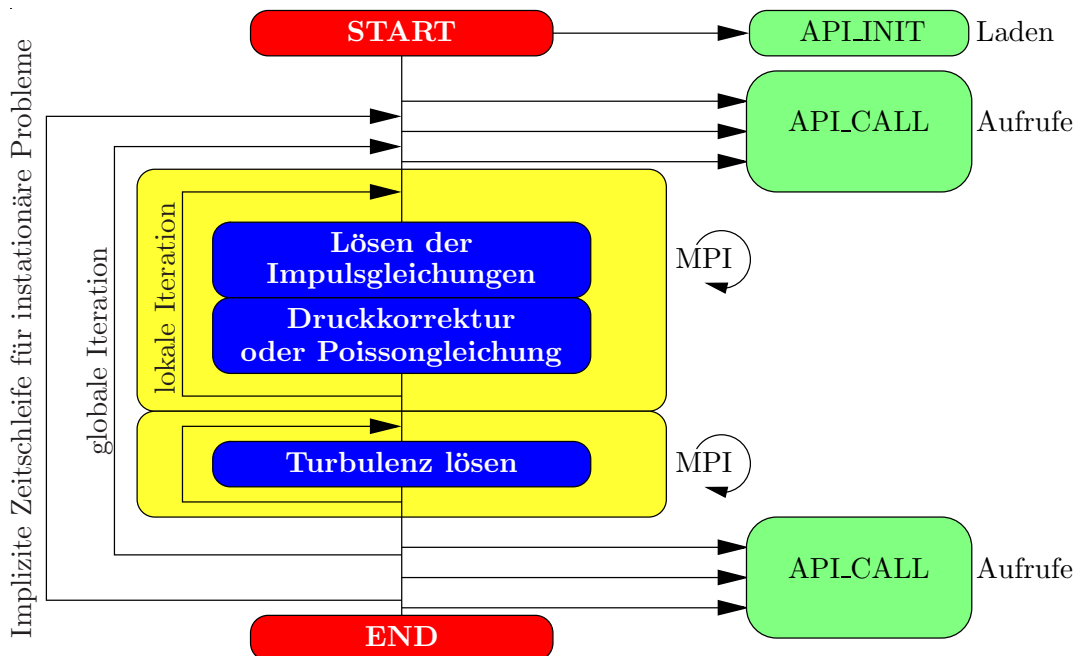 START
API_INIT
Laden
API_CALL
Aufrufe
Implizite Zeitschleife für instationäre Probleme
globale Iteration
lokale Iteration
Lösen der
Impulsgleichungen
MPI
Druckkorrektur
oder Poissongleichung
Turbulenz lösen
MPI
API_CALL
Aufrufe
END